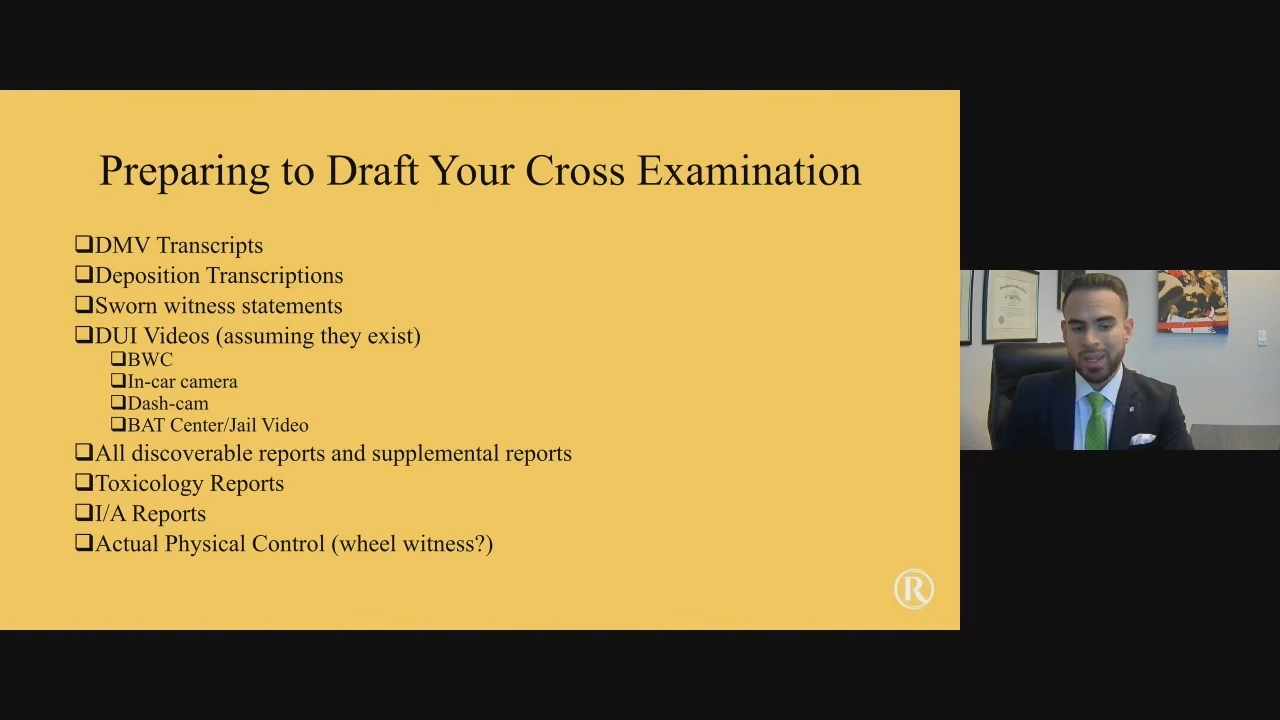 Preparing to Draft Your Cross Examination
❑DMV Transcripts
❑Deposition Transcriptions
❑Sworn witness statements
❑DUI Videos (assuming they exist)
❑BWC
❑In-car camera
❑Dash-cam
❑BAT Center/Jail Video
❑All discoverable reports and supplemental reports
❑Toxicology Reports
❑I/A Reports
❑Actual Physical Control (wheel witness?)
R